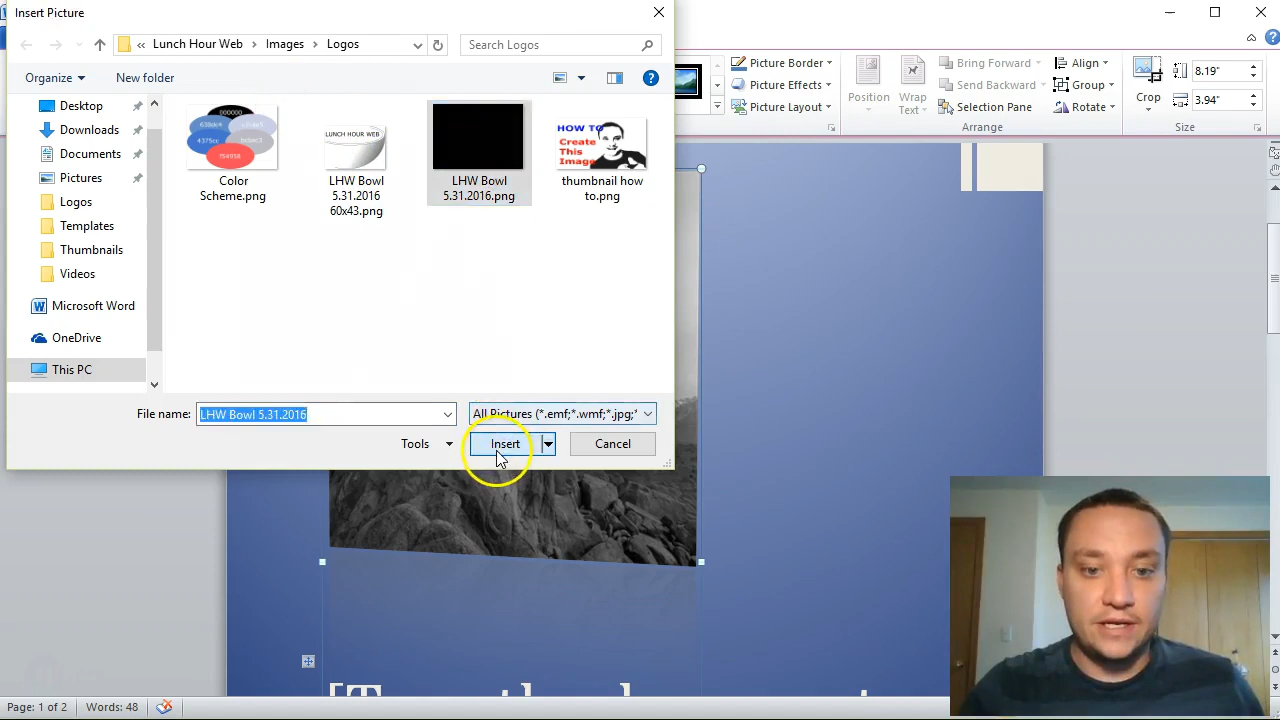 Insert Picture
« Lunch Hour Web › Images › Logos
Search Logos
Organize
New folder
Desktop
Downloads
Documents
Pictures
Logos
Templates
Thumbnails
Videos
Microsoft Word
OneDrive
This PC
000000
638dc4
4375cc
f54958
Color
Scheme.png
LUNCH HOUR WEB
LHW Bowl
5.31.2016
60x43.png
LHW Bowl
5.31.2016.png
HOW TO
Create
This
Image
thumbnail how
to.png
File name:
LHW Bowl 5.31.2016
All Pictures (*.emf;*.wmf;*.jpg;*
Tools
Insert
Cancel
Picture Border
Picture Effects
Picture Layout
Position
Wrap
Text
Bring Forward
Send Backward
Selection Pane
Align
Group
Rotate
Arrange
Crop
8.19"
3.94"
Size
Page: 1 of 2
Words: 48